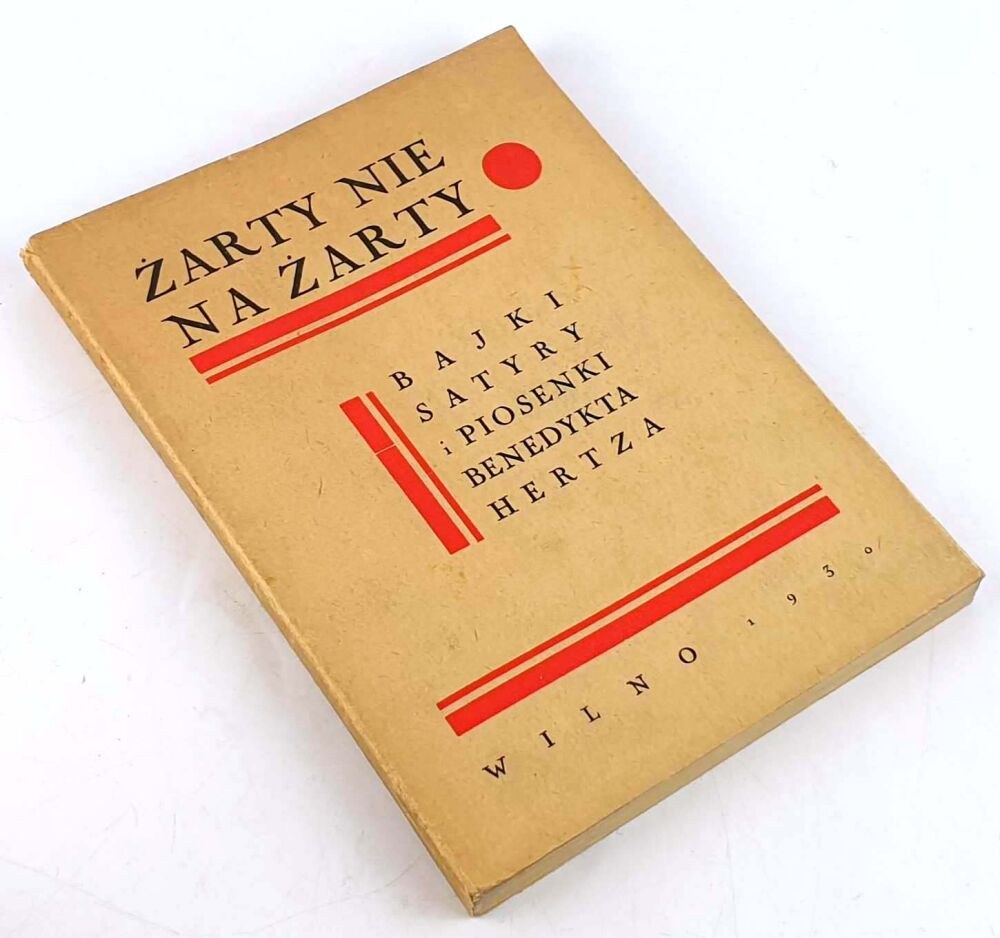 ŻARTY NIE
NA ŻARTY
BAJKI
SATYRY
i PIOSENKI
BENEDYKTA
HERTZA
WILNO 1930